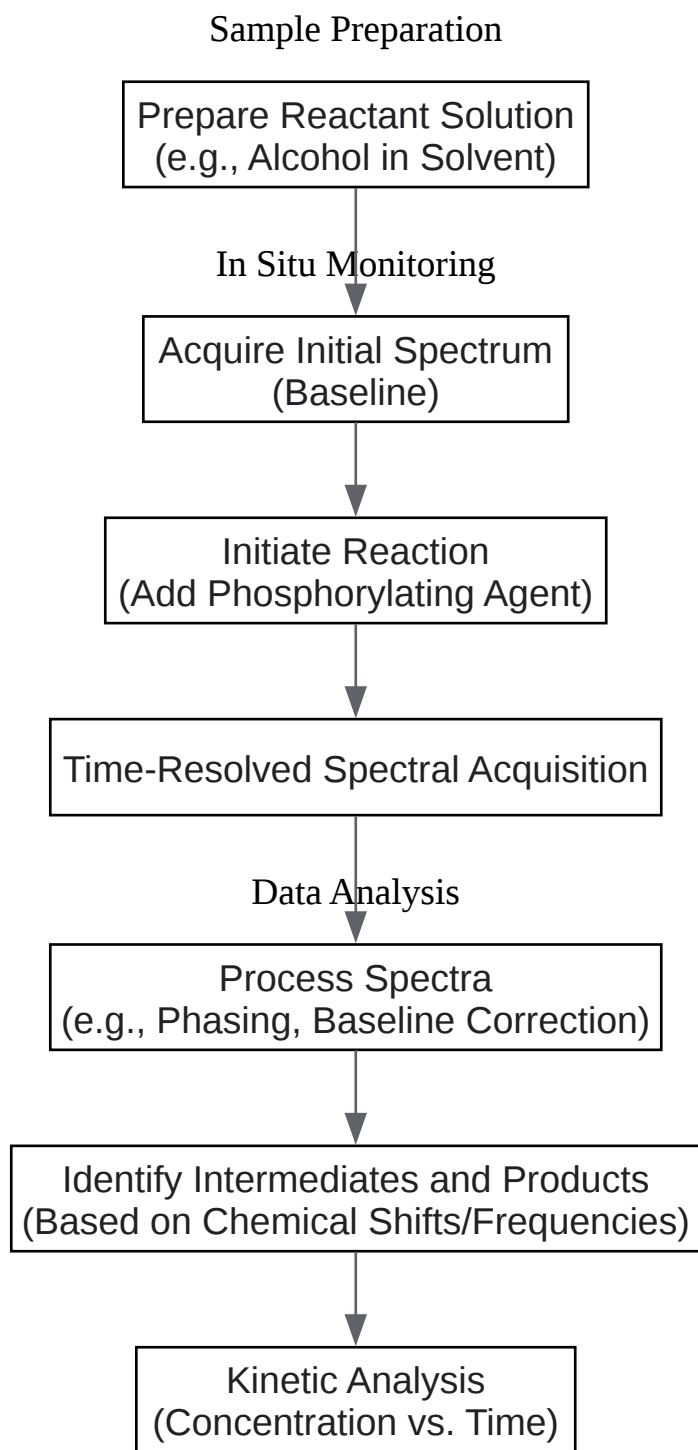 Sample Preparation
Prepare Reactant Solution
(e.g., Alcohol in Solvent)
In Situ Monitoring
Acquire Initial Spectrum
(Baseline)
Initiate Reaction
(Add Phosphorylating Agent)
Time-Resolved Spectral Acquisition
Data Analysis
Process Spectra
(e.g., Phasing, Baseline Correction)
Identify Intermediates and Products
(Based on Chemical Shifts/Frequencies)
Kinetic Analysis
(Concentration vs. Time)